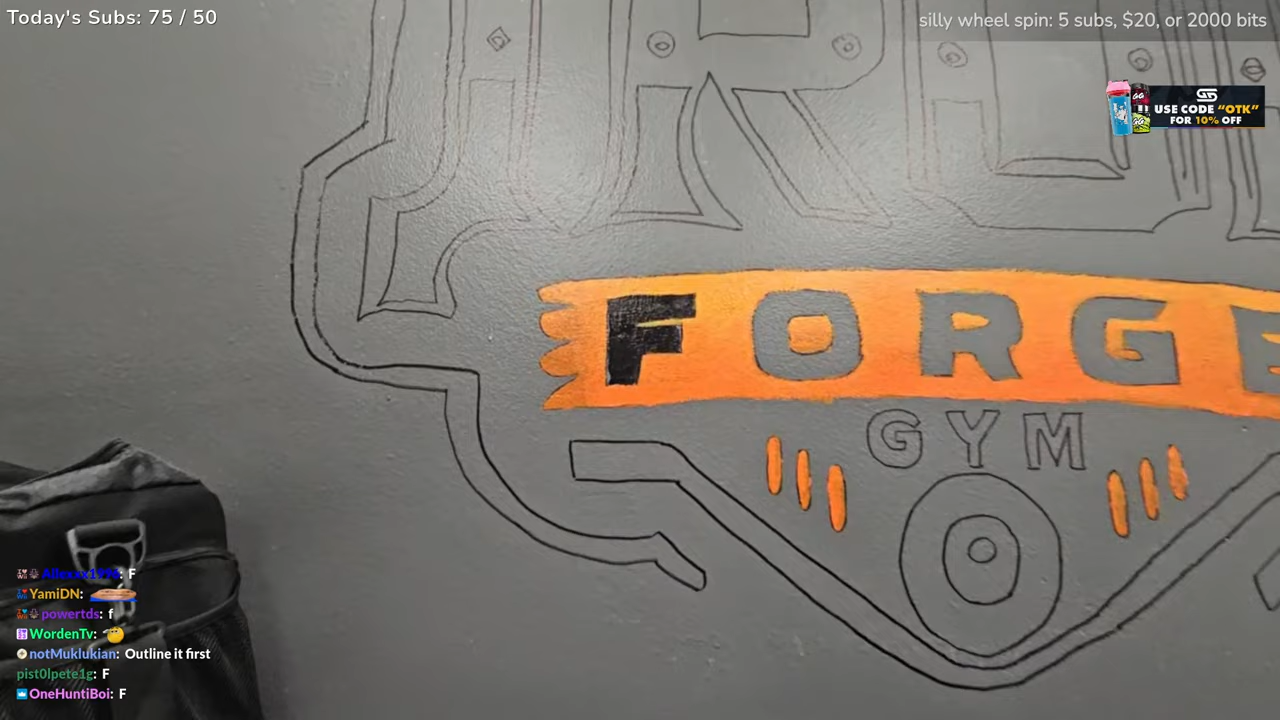 Today's Subs: 75 / 50
silly wheel spin: 5 subs, $20, or 2000 bits
USE CODE "OTK"
FOR 10% OFF
FORGE
GYM
F
YamiDN:
powertds: f
WordenTv:
notMuklukian: Outline it first
pist0lpete1g: F
OneHuntiBoi: F